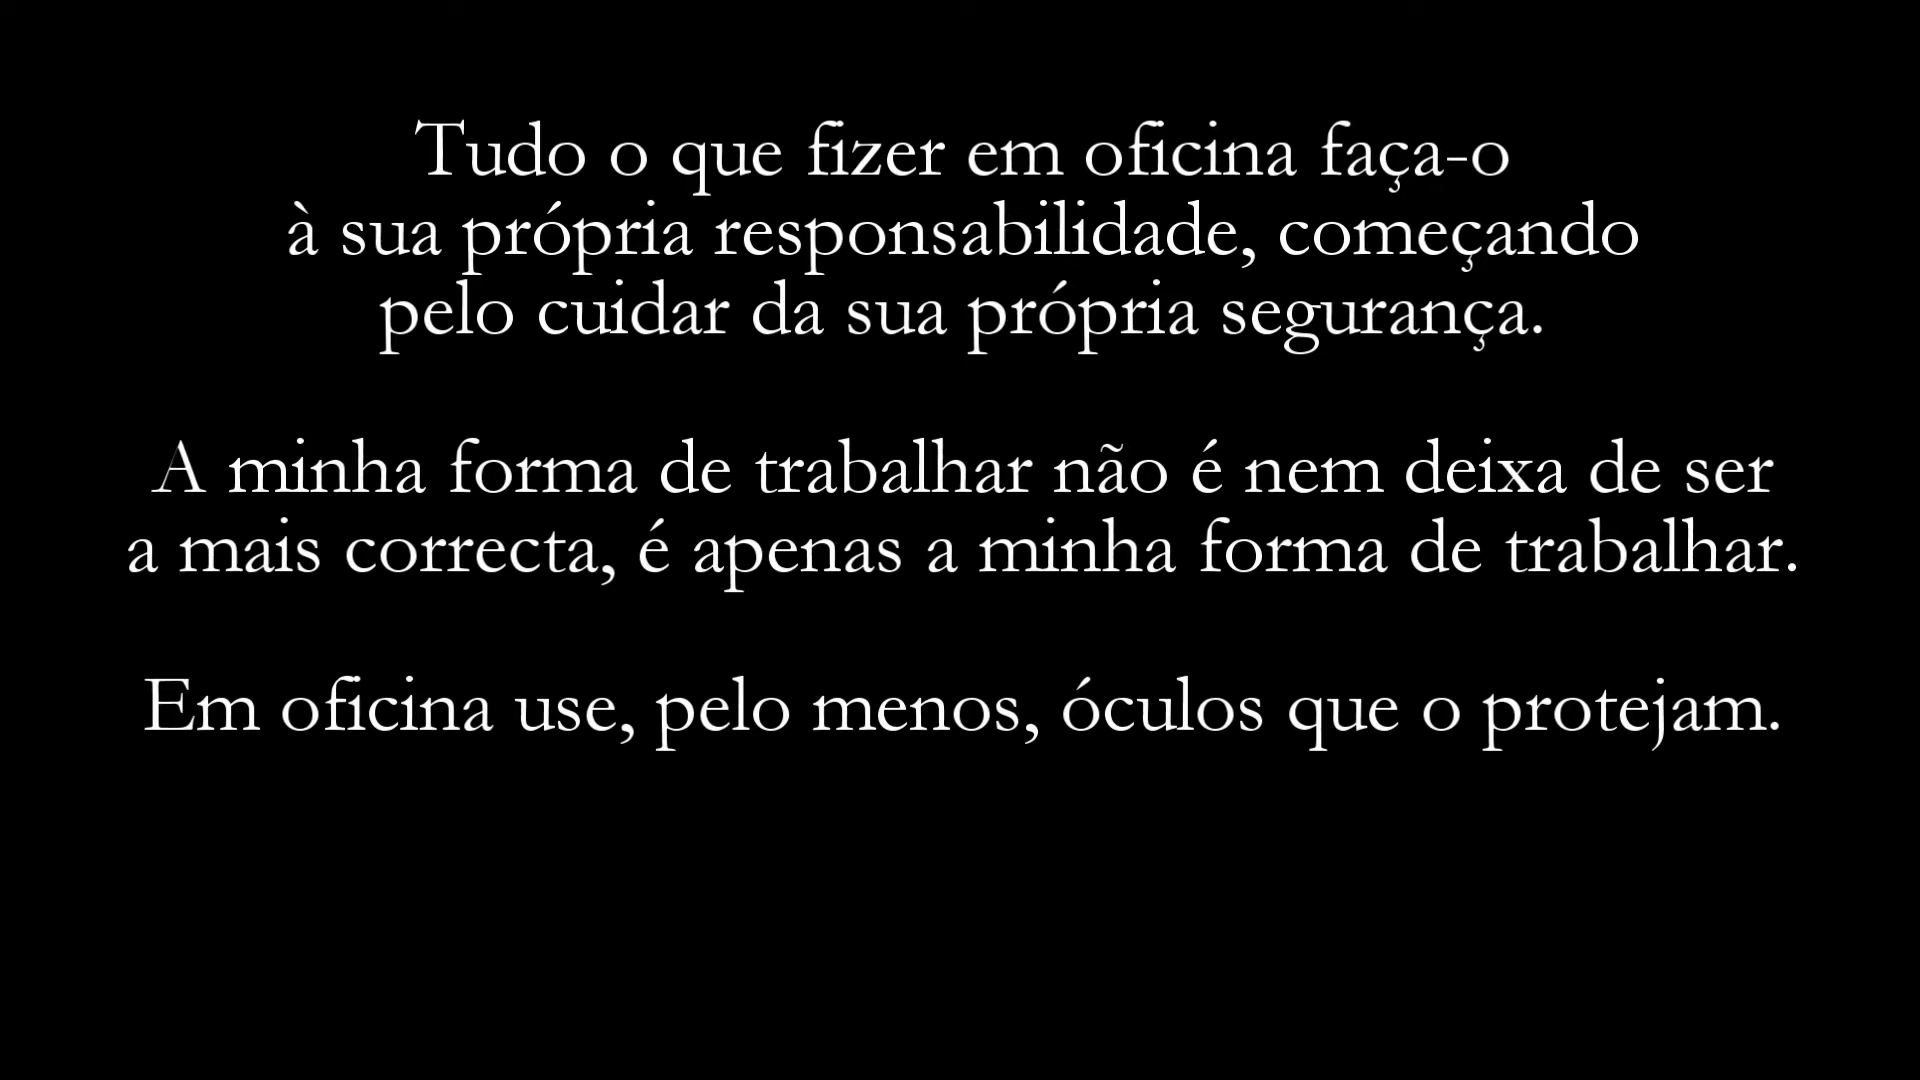 Tudo o que fizer em oficina faça-o
à sua própria responsabilidade, começando
pelo cuidar da sua própria segurança.
A minha forma de trabalhar não é nem deixa de ser
a mais correcta, é apenas a minha forma de trabalhar.
Em oficina use, pelo menos, óculos que o protejam.